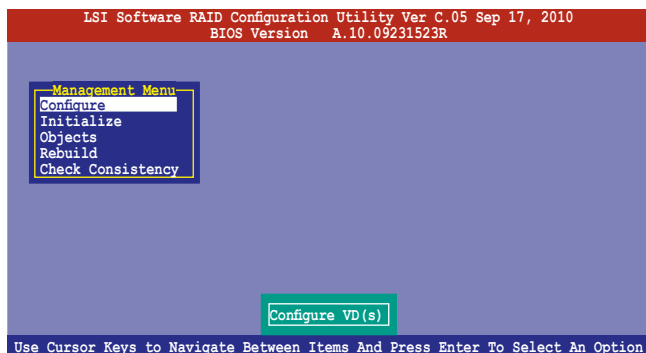 LSI Software RAID Configuration Utility Ver C.05 Sep 17, 2010
BIOS Version A.10.09231523R
Management Menu
Configure
Initialize
Objects
Rebuild
Check Consistency
Configure VD(s)
Use Cursor Keys to Navigate Between Items And Press Enter To Select An Option